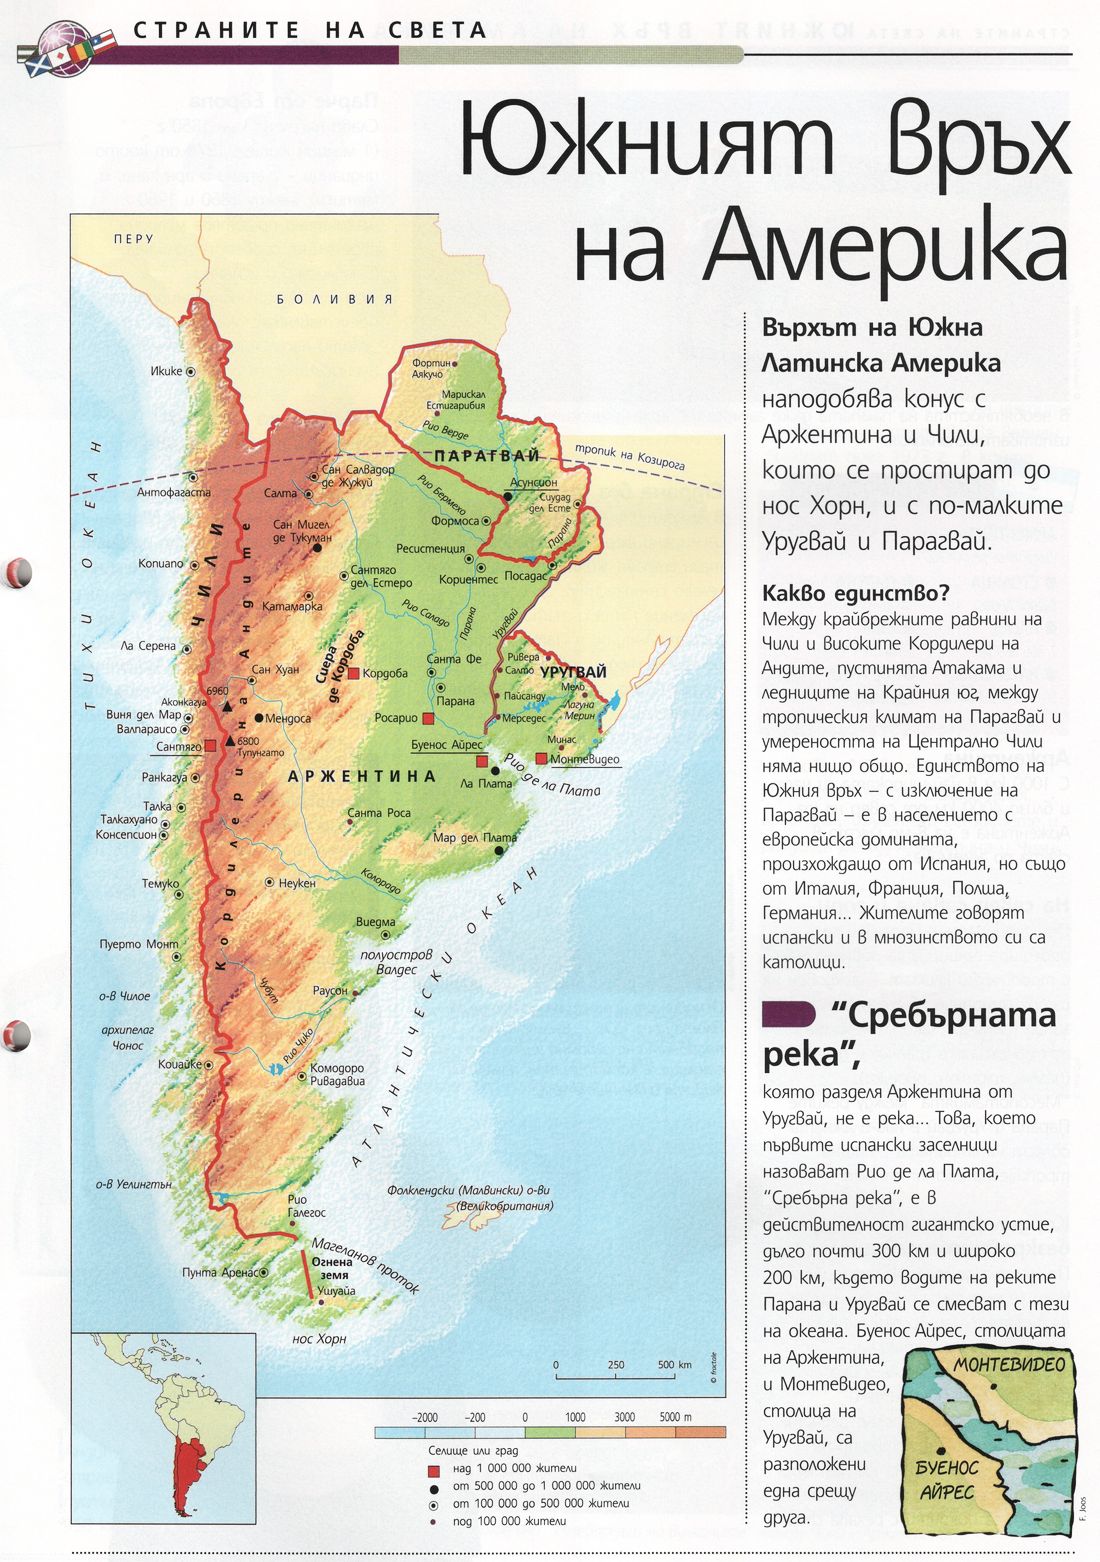 СТРАНИТЕ НА СВЕТА
Южният връх
на Америка
Върхът на Южна
Латинска Америка
наподобява конус с
Аржентина и Чили,
които се простират до
нос Хорн, и с по-малките
Уругвай и Парагвай.
Какво единство?
Между крайбрежните равнини на
Чили и високите Кордилери на
Андите, пустинята Атакама и
ледниците на Крайния юг, между
тропическия климат на Парагвай и
умереността на Централно Чили
няма нищо общо. Единството на
Южния Връх – с изключение на
Парагвай – е в населението с
европейска доминанта,
произхождащо от Испания, но също
от Италия, Франция, Полша,
Германия... Жителите говорят
испански и в мнозинството си са
католици.
“Сребърната
река”,
която разделя Аржентина от
Уругвай, не е река... Това, което
първите испански заселници
назовават Рио де ла Плата,
“Сребърна река”, е в
действителност гигантско устие,
дълго почти 300 км и широко
200 км, където водите на реките
Парана и Уругвай се смесват с тези
на океана. Буенос Айрес, столицата
на Аржентина,
и Монтевидео,
столица на
Уругвай, са
разположени
една срещу
друга.
МОНТЕВИДЕО
БУЕНОС
АЙРЕС
F. Joos
ПЕРУ
БОЛИВИЯ
ТИХИ ОКЕАН
Икике
Фортин
Аякучо
Марискал
Естигарибия
Рио Верде
ПАРАГВАЙ
тропик на Козирога
Антофагаста
Сан Салвадор
де Жужуй
Салта
Рио Бермехо
Асунсион
Сиудад
дел Есте
Формоса
Парана
Сан Мигел
де Тукуман
ЧИЛИ
Кордилерина Андите
Копиапо
Сантяго
дел Естеро
Ресистенция
Кориентес
Посадас
Катамарка
Рио Саладо
Парана
Уругвай
Ла Серена
Сиера
де Кордоба
Сан Хуан
Кордоба
Санта Фе
Парана
Ривера
Салто
УРУГВАЙ
Мело
Лагуна
Мерин
Пайсанду
6960
Аконкагуа
Виня дел Мар
Валпараисо
Мендоса
Росарио
Мерседес
Минас
Сантяго
6800
Тупунгато
Буенос Айрес
Монтевидео
Ранкагуа
АРЖЕНТИНА
Ла Плата
Рио де ла Плата
Талка
Талкахуано
Консепсион
Санта Роса
Мар дел Плата
Темуко
Неукен
Колорадо
АТЛАНТИЧЕСКИ ОКЕАН
Виедма
Пуерто Монт
полуостров
Валдес
о-в Чилое
Чубут
Раусон
архипелаг
Чонос
Рио Чико
Коиайке
Комодоро
Ривадавиа
о-в Уелингтън
Рио
Галегос
Фолклендски (Малвински) о-ви
(Великобритания)
Магеланов проток
Пунта Аренас
Огнена
земя
Ушуайа
нос Хорн
0 250 500 km
© fractale
−2000 −200 0 1000 3000 5000 m
Селище или град
над 1 000 000 жители
от 500 000 до 1 000 000 жители
от 100 000 до 500 000 жители
под 100 000 жители